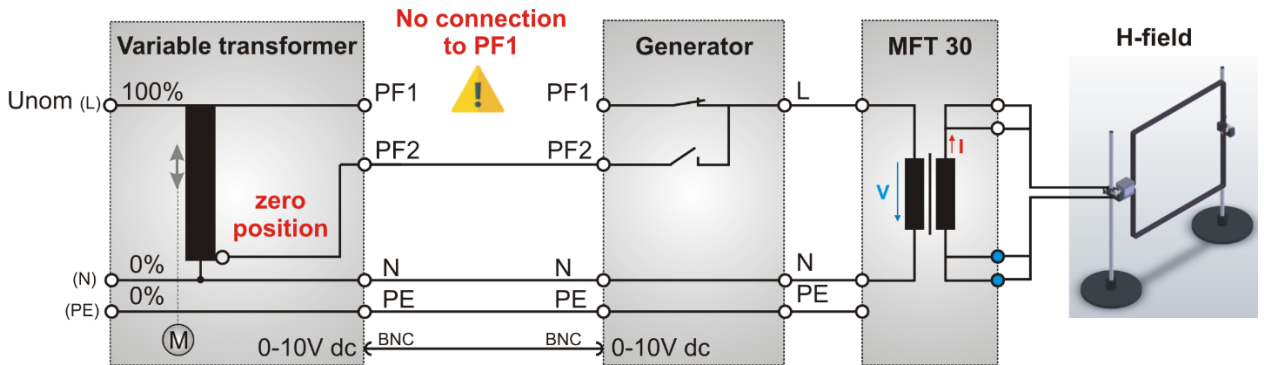 No connection
to PF1
Variable transformer
Generator
MFT 30
H-field
Unom (L)
100%
PF1
PF1
L
PF2
PF2
zero
position
V
I
(N)
0%
N
N
N
(PE)
0%
PE
PE
PE
M
0-10V dc
BNC
BNC
0-10V dc